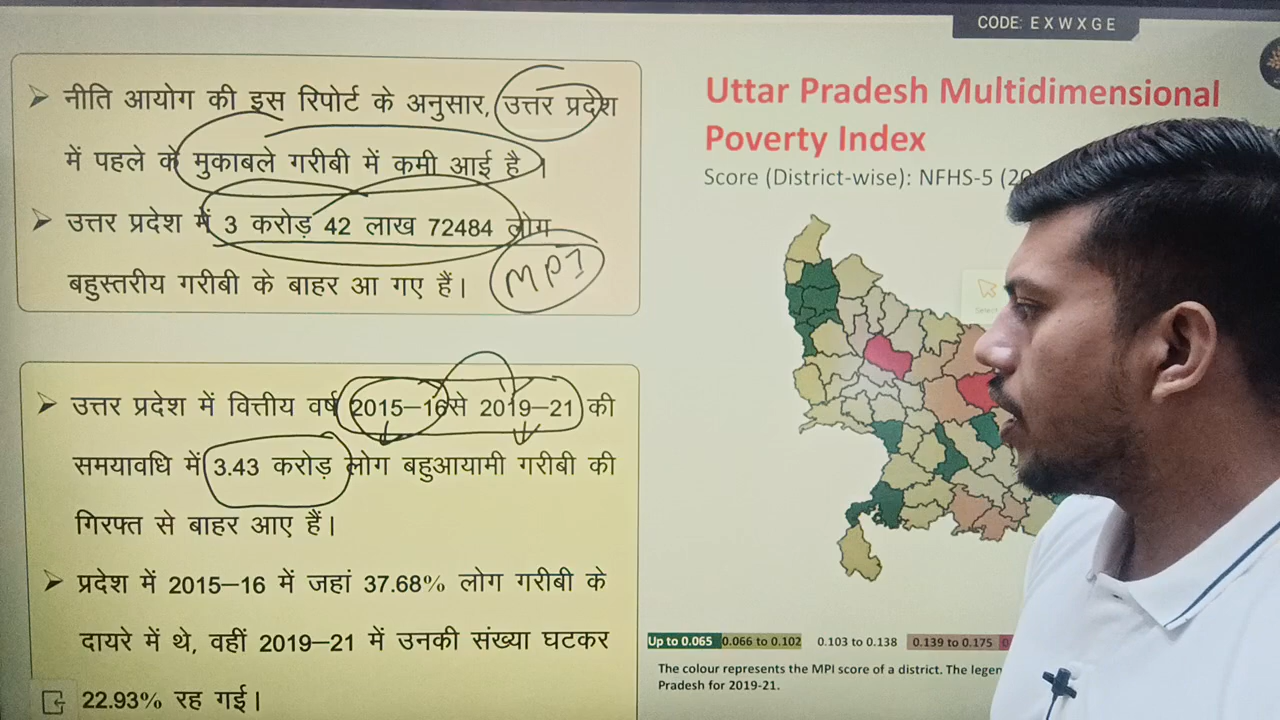 CODE: E X W X G E
➢ नीति आयोग की इस रिपोर्ट के अनुसार, उत्तर प्रदेश
में पहले के मुकाबले गरीबी में कमी आई है ।
➢ उत्तर प्रदेश में 3 करोड़ 42 लाख 72484 लोग
बहुस्तरीय गरीबी के बाहर आ गए हैं।
MPI
➢ उत्तर प्रदेश में वित्तीय वर्ष 2015–16 से 2019–21 की
समयावधि में 3.43 करोड़ लोग बहुआयामी गरीबी की
गिरफ्त से बाहर आए हैं।
➢ प्रदेश में 2015–16 में जहां 37.68% लोग गरीबी के
दायरे में थे, वहीं 2019–21 में उनकी संख्या घटकर
22.93% रह गई।
Uttar Pradesh Multidimensional
Poverty Index
Score (District-wise): NFHS-5 (20
Up to 0.065 0.066 to 0.102 0.103 to 0.138 0.139 to 0.175
The colour represents the MPI score of a district. The legen
Pradesh for 2019-21.